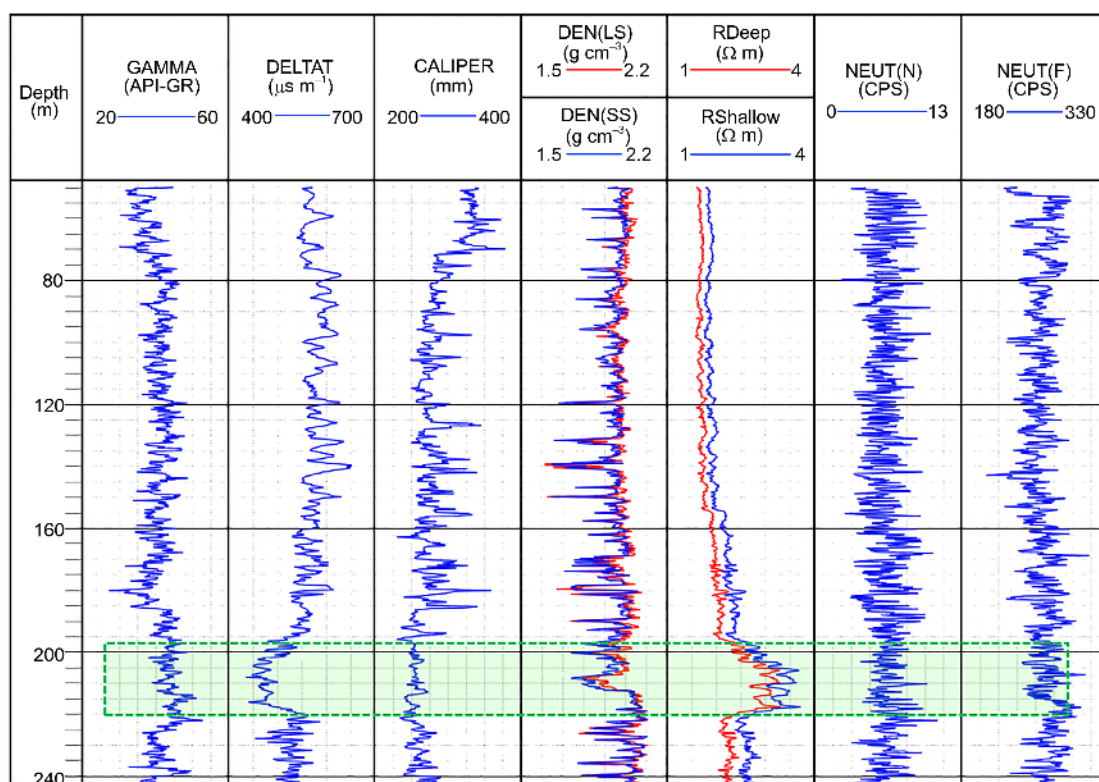 Depth
(m)
GAMMA
(API-GR)
20 60
DELTAT
(μs m⁻¹)
400 700
CALIPER
(mm)
200 400
DEN(LS)
(g cm⁻³)
1.5 2.2
DEN(SS)
(g cm⁻³)
1.5 2.2
RDeep
(Ω m)
1 4
RShallow
(Ω m)
1 4
NEUT(N)
(CPS)
0 13
NEUT(F)
(CPS)
180 330
80
120
160
200
240